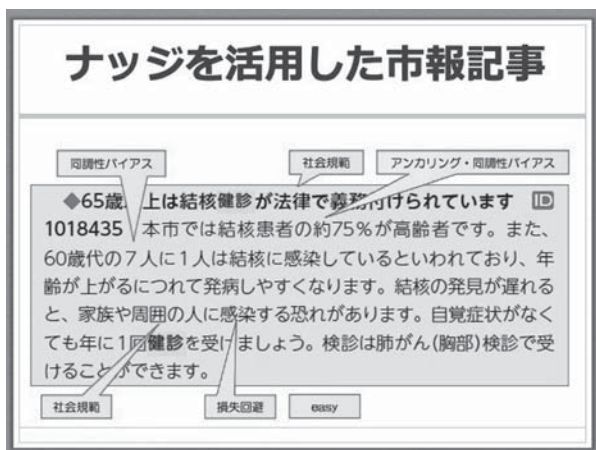 ナッジを活用した市報記事
同調性バイアス
社会規範
アンカリング・同調性バイアス
◆65歳以上は結核健診が法律で義務付けられています ID
1018435 本市では結核患者の約75%が高齢者です。また、
60歳代の7人に1人は結核に感染しているといわれており、年
齢が上がるにつれて発病しやすくなります。結核の発見が遅れる
と、家族や周囲の人に感染する恐れがあります。自覚症状がなく
ても年に1回健診を受けましょう。検診は肺がん(胸部)検診で受
けることができます。
社会規範
損失回避
easy